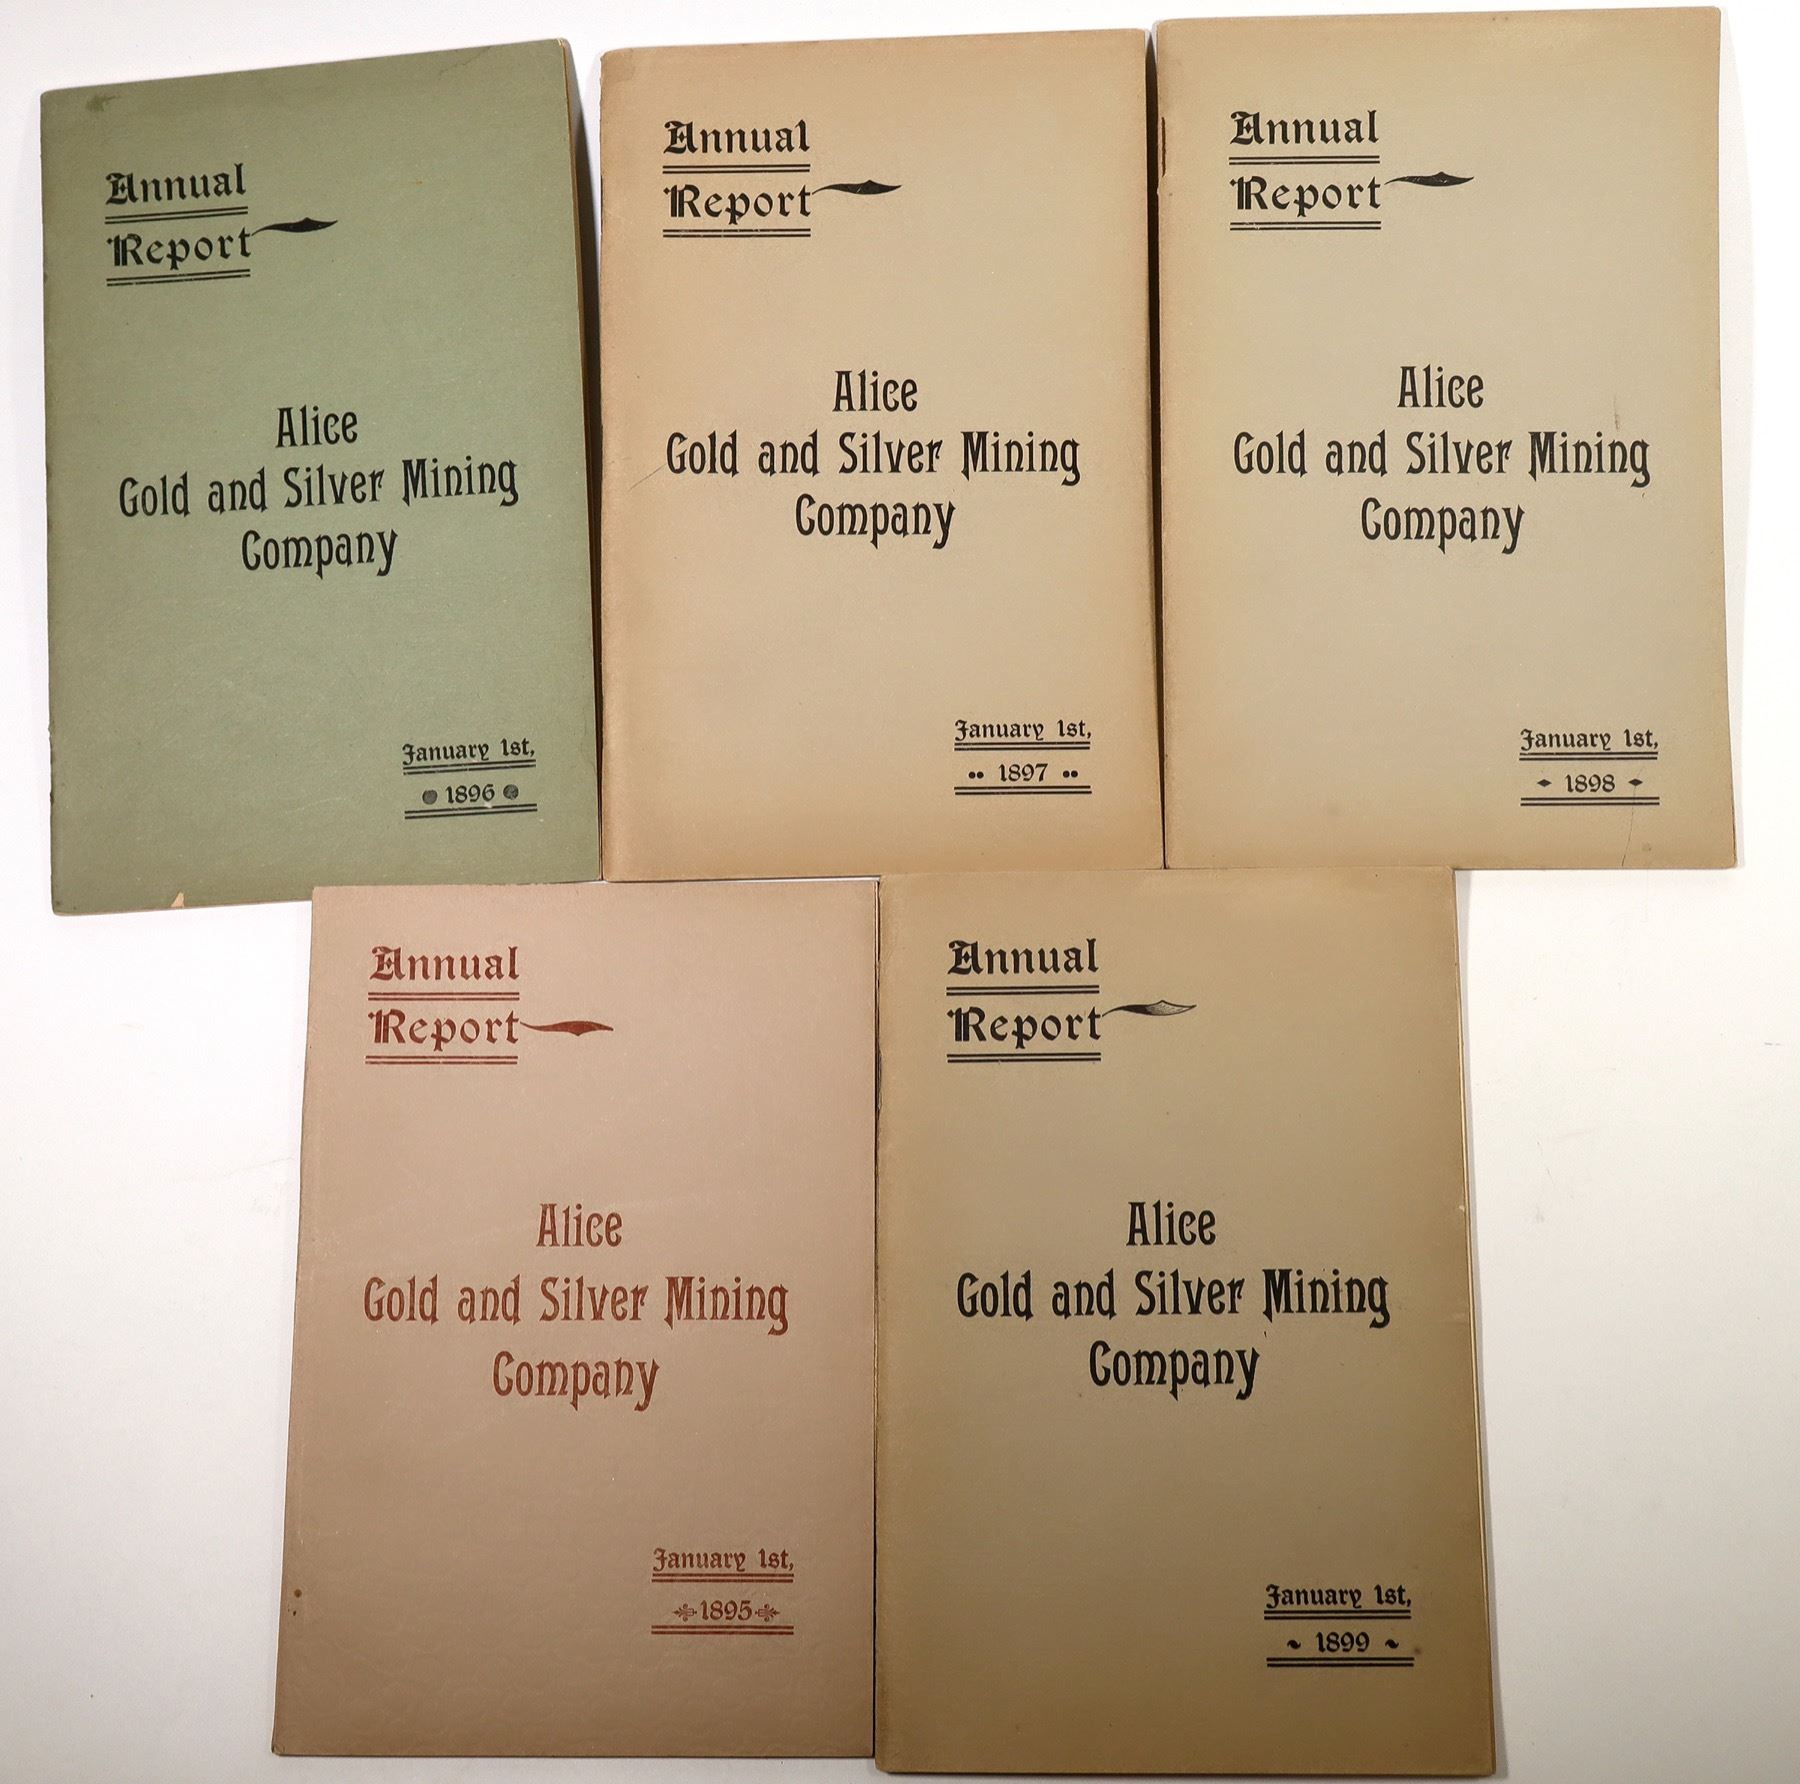 Annual
Report
Alice
Gold and Silver Mining
Company
January 1st,
1896
Annual
Report
Alice
Gold and Silver Mining
Company
January 1st,
1897
Annual
Report
Alice
Gold and Silver Mining
Company
January 1st,
1898
Annual
Report
Alice
Gold and Silver Mining
Company
January 1st,
1895
Annual
Report
Alice
Gold and Silver Mining
Company
January 1st,
~ 1899 ~